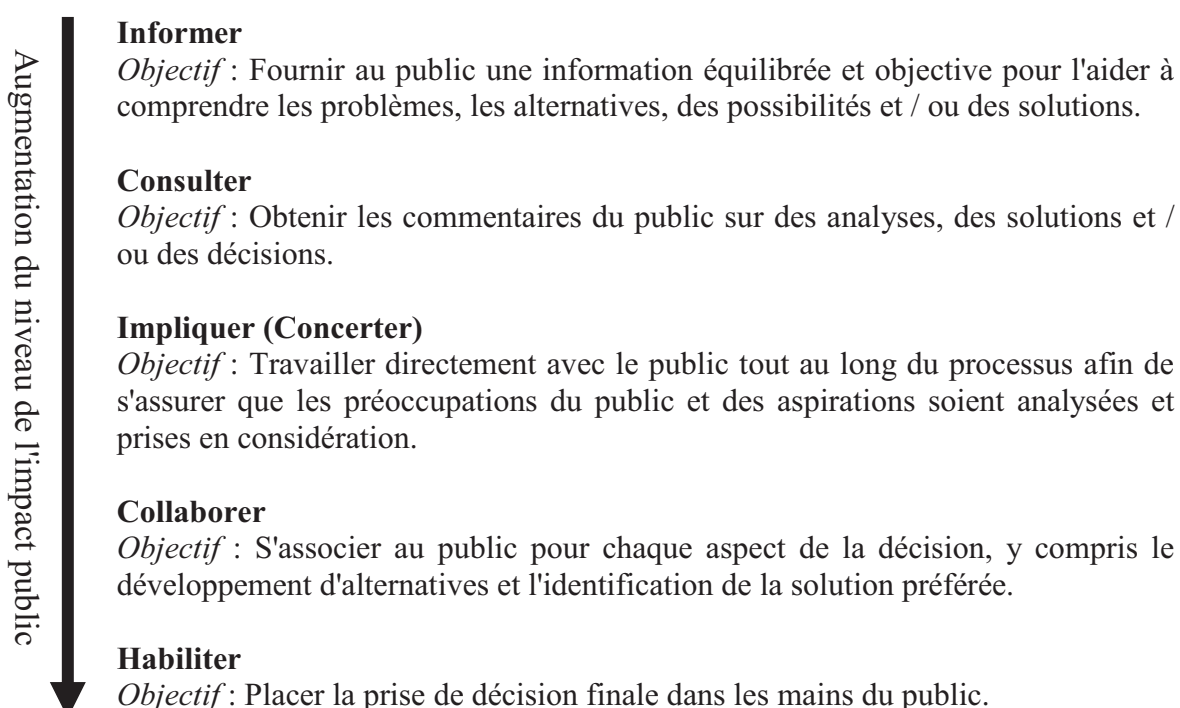 Augmentation du niveau de l'impact public
Informer
Objectif : Fournir au public une information équilibrée et objective pour l'aider à
comprendre les problèmes, les alternatives, des possibilités et / ou des solutions.
Consulter
Objectif : Obtenir les commentaires du public sur des analyses, des solutions et /
ou des décisions.
Impliquer (Concerter)
Objectif : Travailler directement avec le public tout au long du processus afin de
s'assurer que les préoccupations du public et des aspirations soient analysées et
prises en considération.
Collaborer
Objectif : S'associer au public pour chaque aspect de la décision, y compris le
développement d'alternatives et l'identification de la solution préférée.
Habiliter
Objectif : Placer la prise de décision finale dans les mains du public.